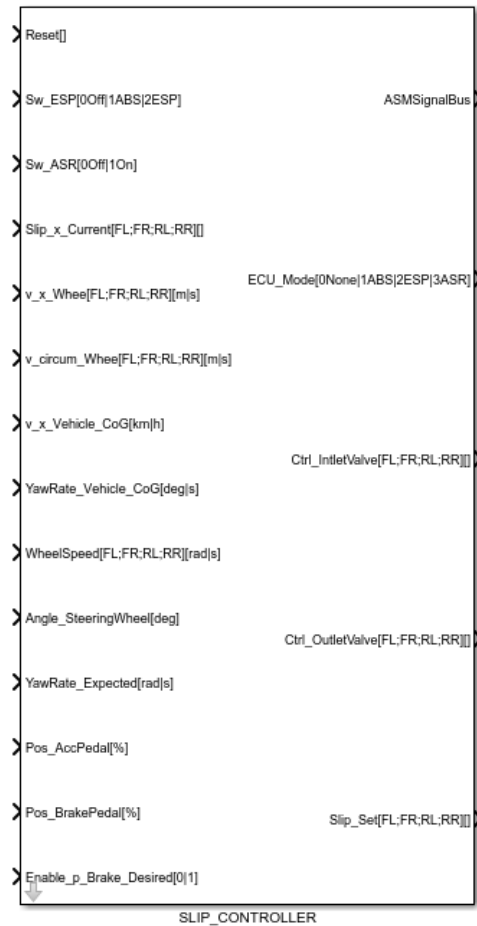 Reset[]
Sw_ESP[0Off|1ABS|2ESP]
ASMSignalBus
Sw_ASR[0Off|1On]
Slip_x_Current[FL;FR;RL;RR][]
ECU_Mode[0None|1ABS|2ESP|3ASR]
v_x_Whee[FL;FR;RL;RR][m|s]
v_circum_Whee[FL;FR;RL;RR][m|s]
v_x_Vehicle_CoG[km|h]
Ctrl_IntletValve[FL;FR;RL;RR][]
YawRate_Vehicle_CoG[deg|s]
WheelSpeed[FL;FR;RL;RR][rad|s]
Angle_SteeringWheel[deg]
Ctrl_OutletValve[FL;FR;RL;RR][]
YawRate_Expected[rad|s]
Pos_AccPedal[%]
Pos_BrakePedal[%]
Slip_Set[FL;FR;RL;RR][]
Enable_p_Brake_Desired[0|1]
SLIP_CONTROLLER